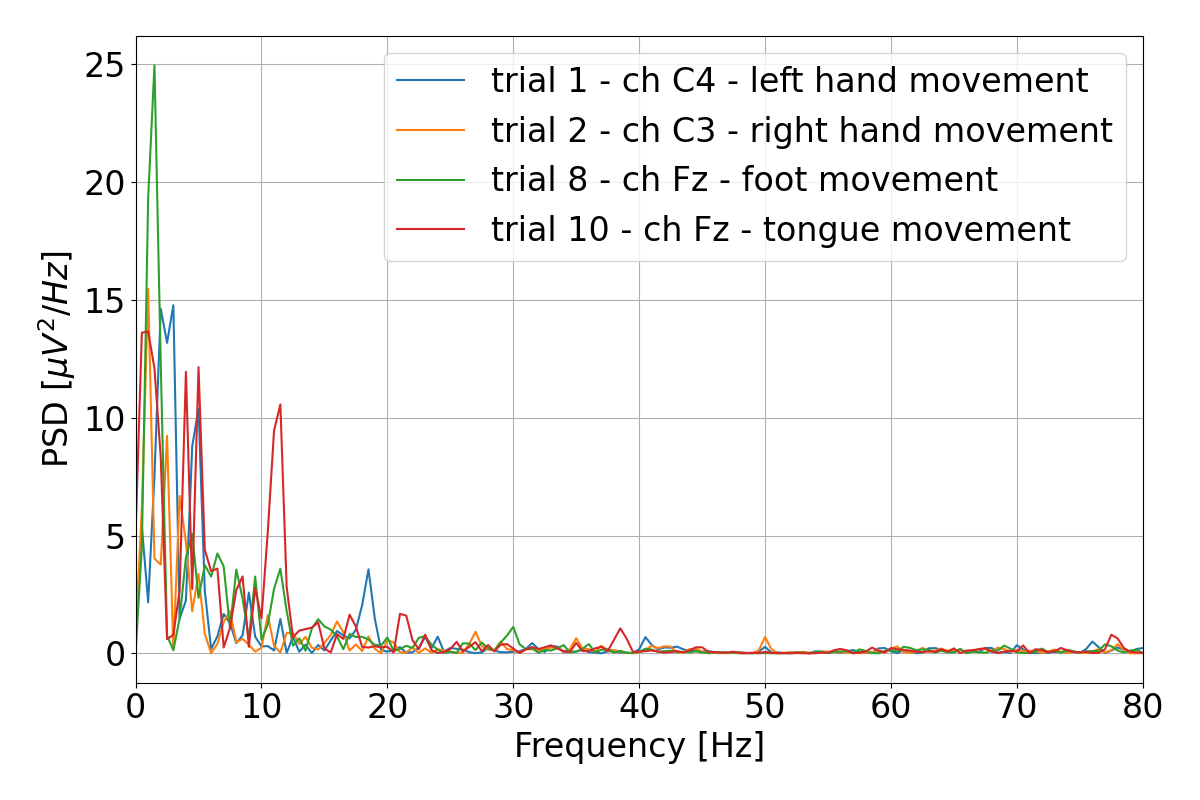 25
20
15
10
5
0
PSD [μV²/Hz]
trial 1 - ch C4 - left hand movement
trial 2 - ch C3 - right hand movement
trial 8 - ch Fz - foot movement
trial 10 - ch Fz - tongue movement
0 10 20 30 40 50 60 70 80
Frequency [Hz]